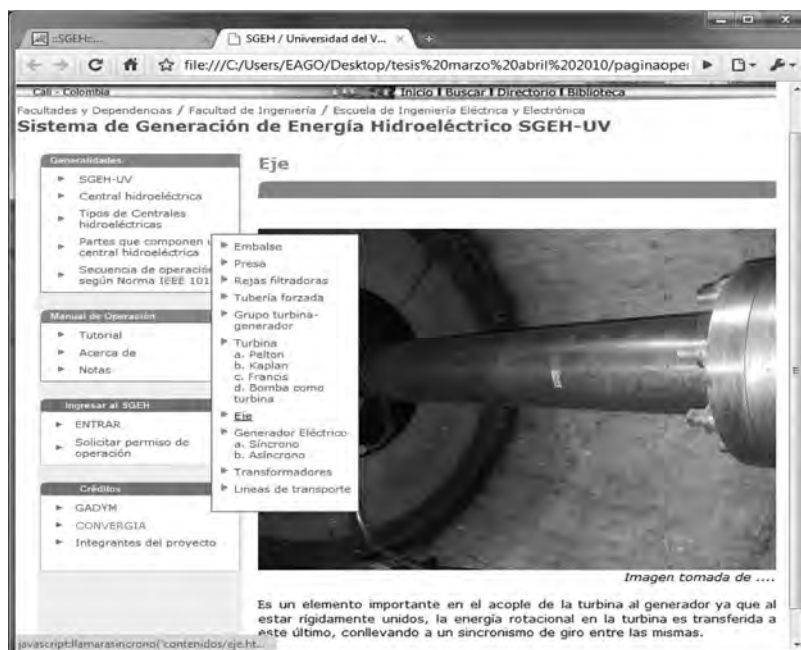 ::SGEH::...
SGEH / Universidad del V...
file:///C:/Users/EAGO/Desktop/tesis%20marzo%20abril%202010/paginaoper
Cali - Colombia
Inicio I Buscar I Directorio I Biblioteca
Facultades y Dependencias / Facultad de Ingeniería / Escuela de Ingeniería Eléctrica y Electrónica
Sistema de Generación de Energía Hidroeléctrico SGEH-UV
Generalidades
SGEH-UV
Central hidroeléctrica
Tipos de Centrales
hidroeléctricas
Partes que componen
central hidroeléctrica
Secuencia de operación
según Norma IEEE 101
Manual de Operación
Tutorial
Acerca de
Notas
Ingresar al SGEH
ENTRAR
Solicitar permiso de
operación
Créditos
GADYM
CONVERGIA
Integrantes del proyecto
Embalse
Presa
Rejas filtradoras
Tubería forzada
Grupo turbina-
generador
Turbina
a. Pelton
b. Kaplan
c. Francis
d. Bomba como
turbina
Eje
Generador Eléctrico
a. Síncrono
b. Asíncrono
Transformadores
Lineas de transporte
Eje
Imagen tomada de ....
Es un elemento importante en el acople de la turbina al generador ya que al
estar rígidamente unidos, la energía rotacional en la turbina es transferida a
este último, conllevando a un sincronismo de giro entre las mismas.
javascript:llamarasincrono('contenidos/eje.ht...